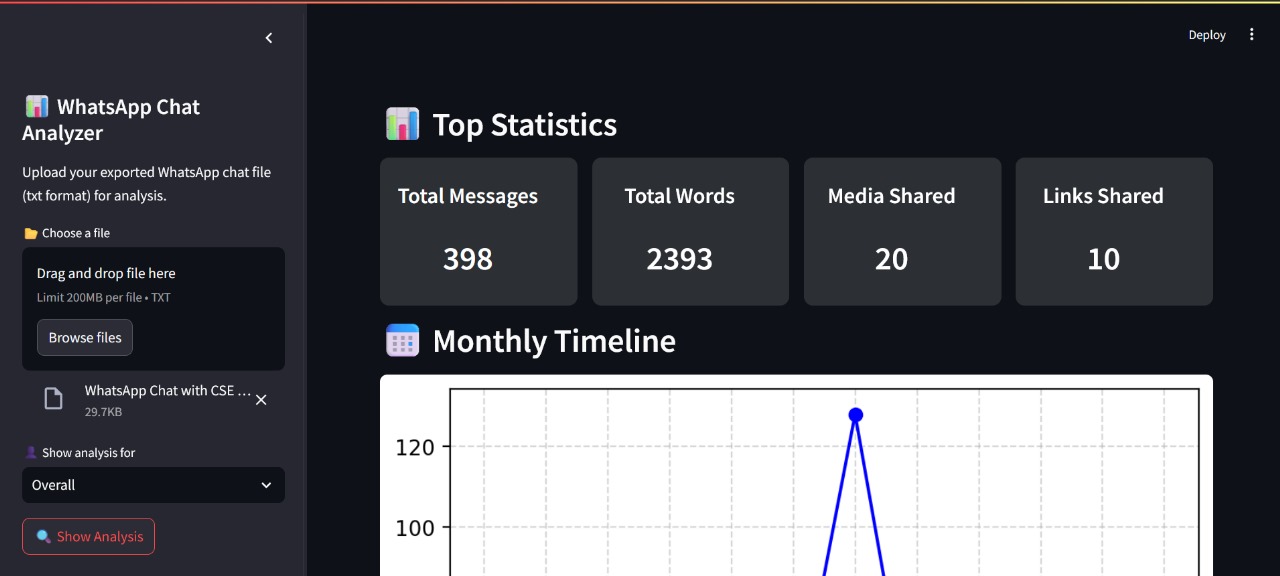 Deploy
WhatsApp Chat
Analyzer
Upload your exported WhatsApp chat file
(txt format) for analysis.
Choose a file
Drag and drop file here
Limit 200MB per file • TXT
Browse files
WhatsApp Chat with CSE ...
29.7KB
Show analysis for
Overall
Show Analysis
Top Statistics
Total Messages
398
Total Words
2393
Media Shared
20
Links Shared
10
Monthly Timeline
120
100